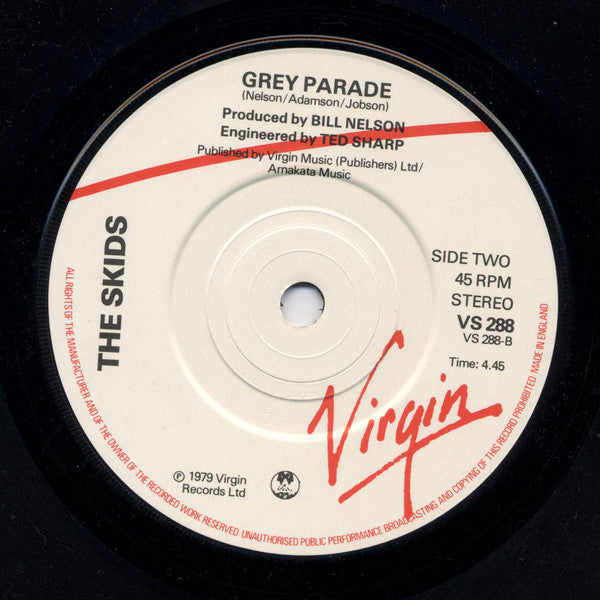 GREY PARADE
(Nelson/Adamson/Jobson)
Produced by BILL NELSON
Engineered by TED SHARP
Published by Virgin Music (Publishers) Ltd/
Arnakata Music
THE SKIDS
SIDE TWO
45 RPM
STEREO
VS 288
VS 288-B
Time: 4.45
Virgin
℗ 1979 Virgin
Records Ltd
ALL RIGHTS OF THE MANUFACTURER AND OF THE OWNER OF THE RECORDED WORK RESERVED. UNAUTHORISED PUBLIC PERFORMANCE BROADCASTING AND COPYING OF THIS RECORD PROHIBITED. MADE IN ENGLAND